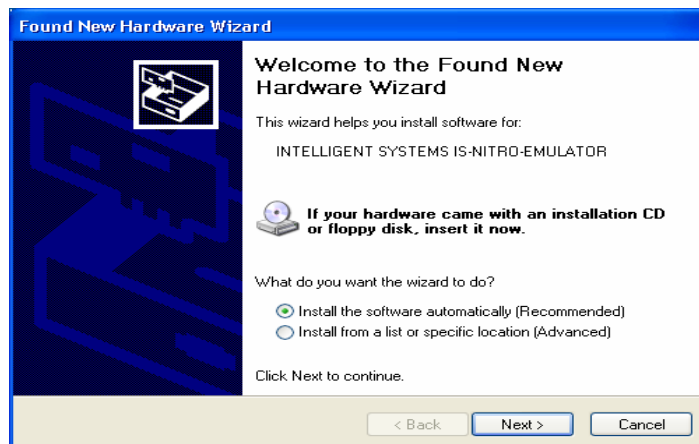 Found New Hardware Wizard
Welcome to the Found New
Hardware Wizard
This wizard helps you install software for:
INTELLIGENT SYSTEMS IS-NITRO-EMULATOR
If your hardware came with an installation CD
or floppy disk, insert it now.
What do you want the wizard to do?
Install the software automatically (Recommended)
Install from a list or specific location (Advanced)
Click Next to continue.
< Back Next > Cancel